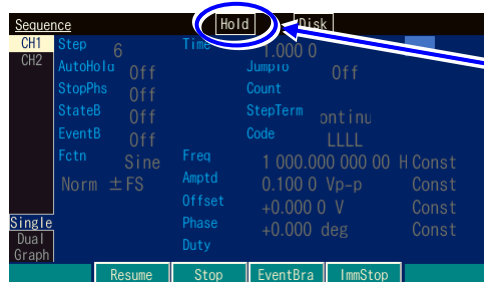 Sequence Hold Disk
CH1 Step 6 Time 1.000 0
CH2 AutoHold Off JumpTo Off
StopPhs Off Count
StateB Off StepTerm ontinu
EventB Off Code LLLL
Fctn Sine Freq 1 000.000 000 00 H Const
Norm ±FS Amptd 0.100 0 Vp-p Const
Offset +0.000 0 V Const
Single Phase +0.000 deg Const
Dual Duty
Graph
Resume Stop EventBra ImmStop